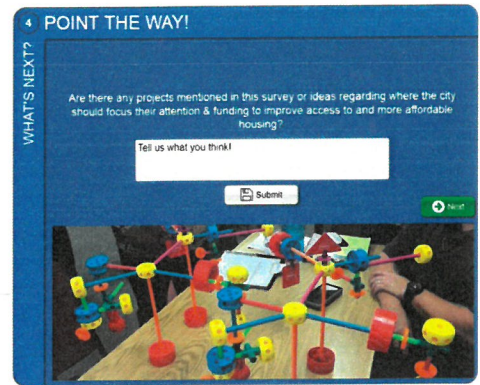 4 POINT THE WAY!
WHAT'S NEXT?
Are there any projects mentioned in this survey or ideas regarding where the city
should focus their attention & funding to improve access to and more affordable
housing?
Tell us what you think!
Submit
Next